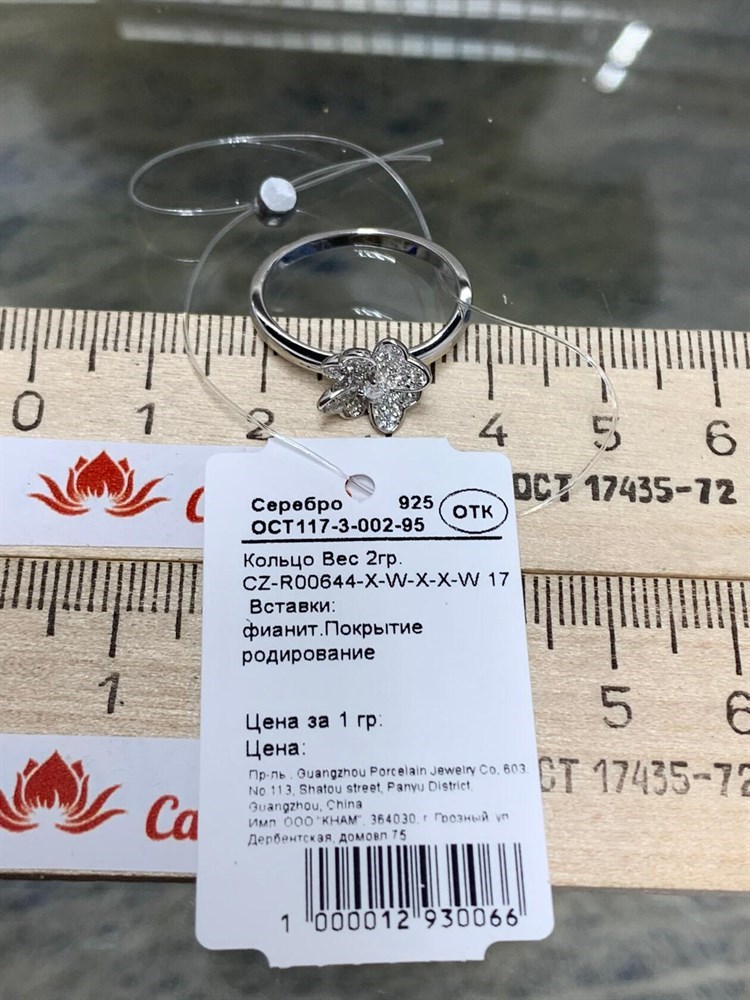 0 1 2 4 5 6
Са
ОСТ 17435-72
Серебро 925 ОТК
ОСТ117-3-002-95
Кольцо Вес 2гр.
CZ-R00644-X-W-X-X-W 17
Вставки:
фианит.Покрытие
родирование
1 5 6
Цена за 1 гр:
Цена:
Пр-ль . Guangzhou Porcelain Jewelry Co, 603.
No 113, Shatou street, Panyu District,
Guangzhou, China
Имп. ООО "КНАМ", 364030, г. Грозный, ул
Дербентская, домовл 75
Са
СТ 17435-72
1 000012 930066